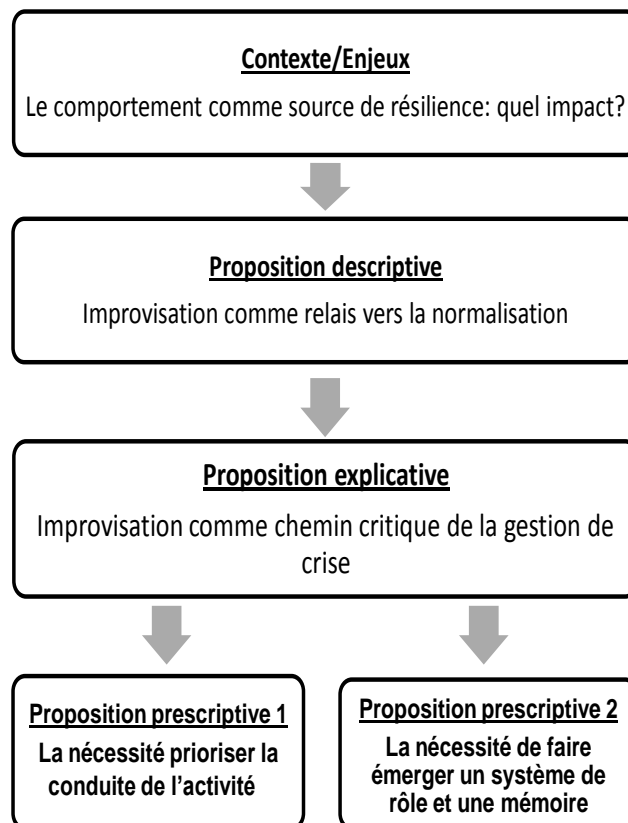 Contexte/Enjeux
Le comportement comme source de résilience: quel impact?
Proposition descriptive
Improvisation comme relais vers la normalisation
Proposition explicative
Improvisation comme chemin critique de la gestion de
crise
Proposition prescriptive 1
La nécessité prioriser la
conduite de l’activité
Proposition prescriptive 2
La nécessité de faire
émerger un système de
rôle et une mémoire